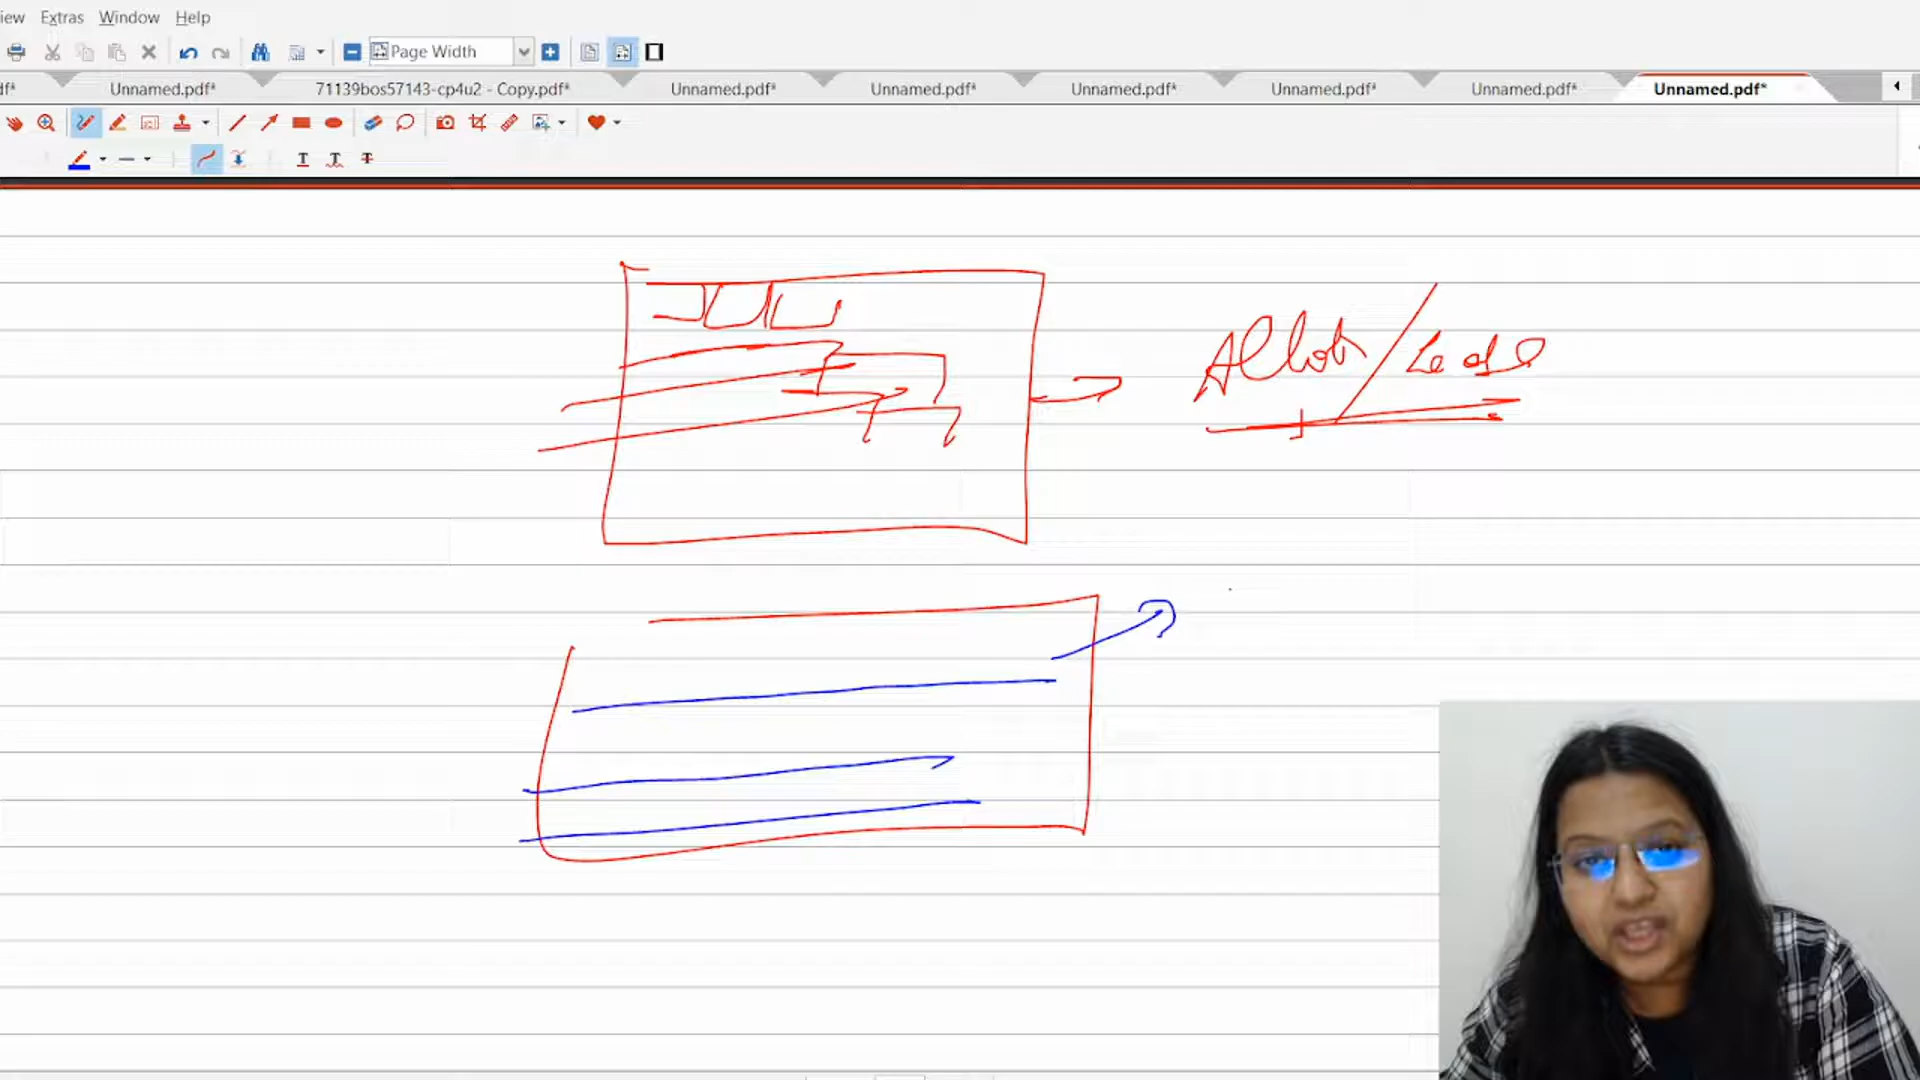 iew Extras Window Help
Page Width
df* Unnamed.pdf* 71139bos57143-cp4u2 - Copy.pdf* Unnamed.pdf* Unnamed.pdf* Unnamed.pdf* Unnamed.pdf* Unnamed.pdf* Unnamed.pdf*
T T T